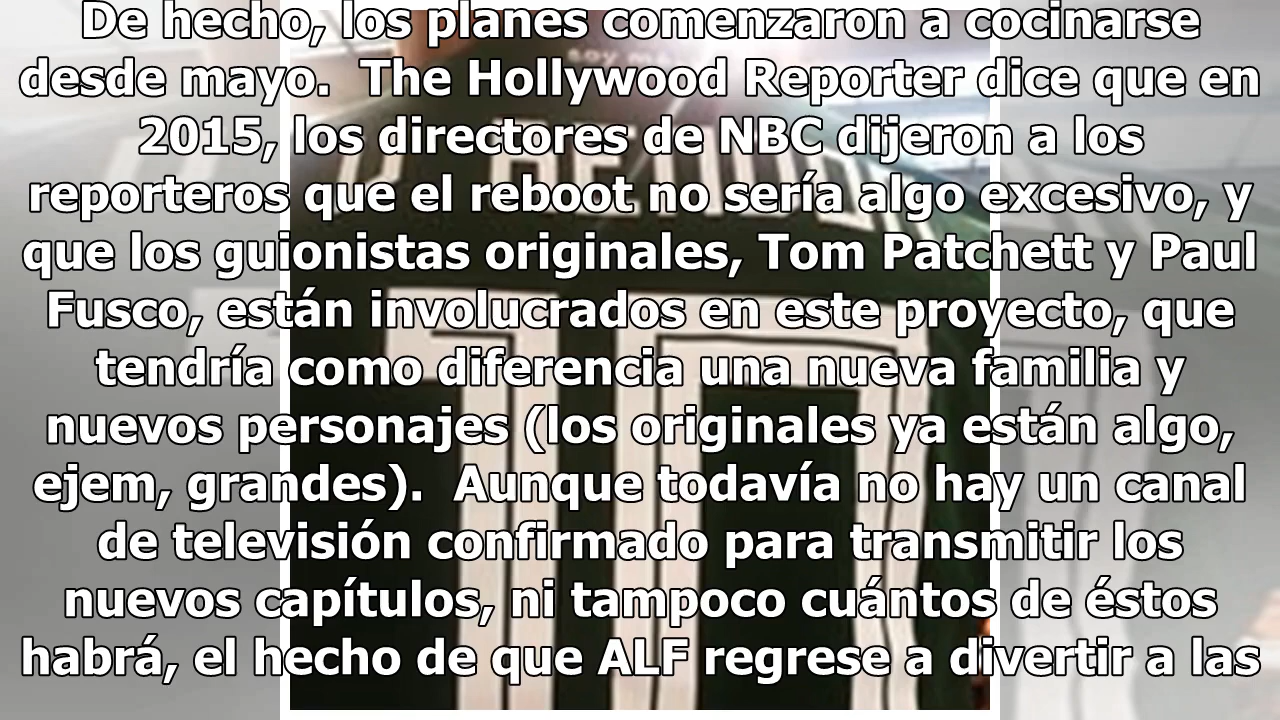 De hecho, los planes comenzaron a cocinarse
desde mayo. The Hollywood Reporter dice que en
2015, los directores de NBC dijeron a los
reporteros que el reboot no sería algo excesivo, y
que los guionistas originales, Tom Patchett y Paul
Fusco, están involucrados en este proyecto, que
tendría como diferencia una nueva familia y
nuevos personajes (los originales ya están algo,
ejem, grandes). Aunque todavía no hay un canal
de televisión confirmado para transmitir los
nuevos capítulos, ni tampoco cuántos de éstos
habrá, el hecho de que ALF regrese a divertir a las
10